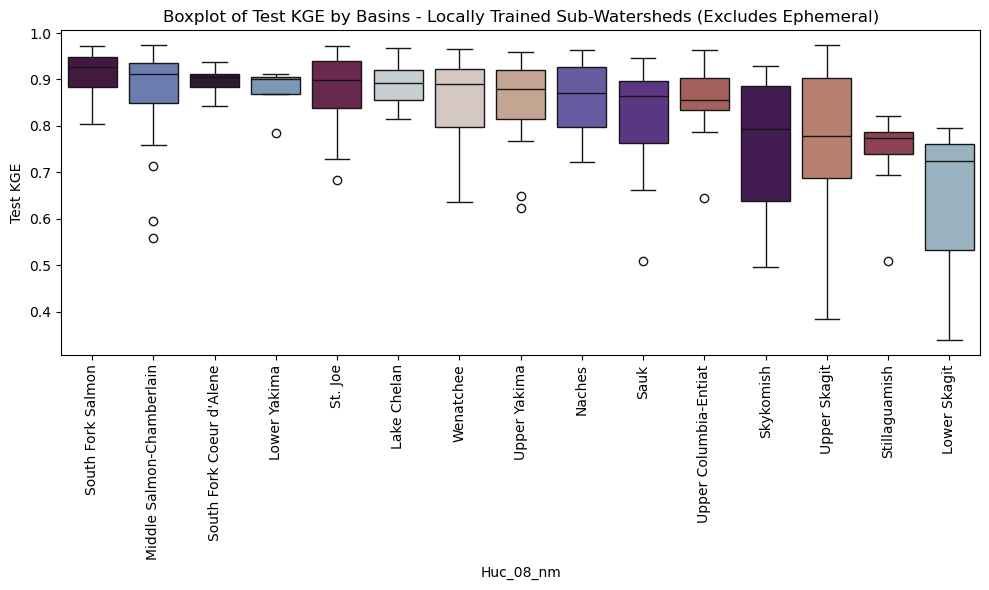 Boxplot of Test KGE by Basins - Locally Trained Sub-Watersheds (Excludes Ephemeral)
1.0
0.9
0.8
0.7
0.6
0.5
0.4
Test KGE
South Fork Salmon
Middle Salmon-Chamberlain
South Fork Coeur d'Alene
Lower Yakima
St. Joe
Lake Chelan
Wenatchee
Upper Yakima
Naches
Sauk
Upper Columbia-Entiat
Skykomish
Upper Skagit
Stillaguamish
Lower Skagit
Huc_08_nm